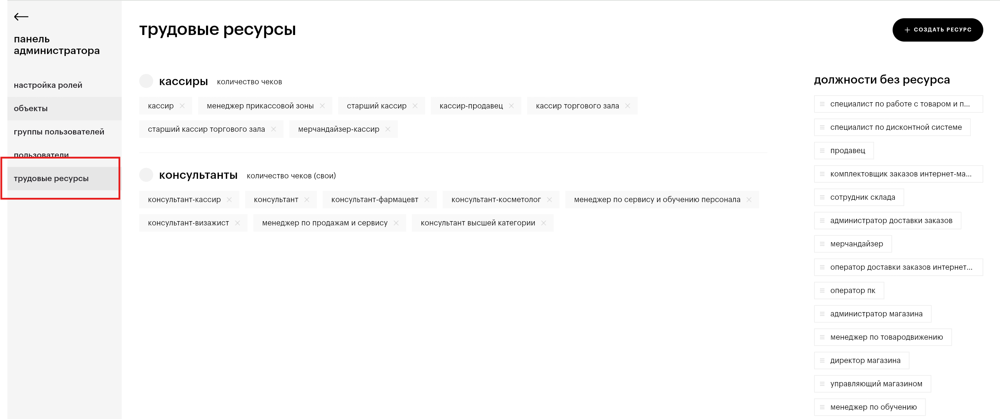 панель
администратора
настройка ролей
объекты
группы пользователей
пользователи
трудовые ресурсы
трудовые ресурсы
СОЗДАТЬ РЕСУРС
кассиры количество чеков
кассир менеджер прикассовой зоны старший кассир кассир-продавец кассир торгового зала
старший кассир торгового зала мерчандайзер-кассир
консультанты количество чеков (свои)
консультант-кассир консультант консультант-фармацевт консультант-косметолог менеджер по сервису и обучению персонала
консультант-визажист менеджер по продажам и сервису консультант высшей категории
должности без ресурса
специалист по работе с товаром и п...
специалист по дисконтной системе
продавец
комплектовщик заказов интернет-ма...
сотрудник склада
администратор доставки заказов
мерчандайзер
оператор доставки заказов интернет...
оператор пк
администратор магазина
менеджер по товародвижению
директор магазина
управляющий магазином
менеджер по обучению